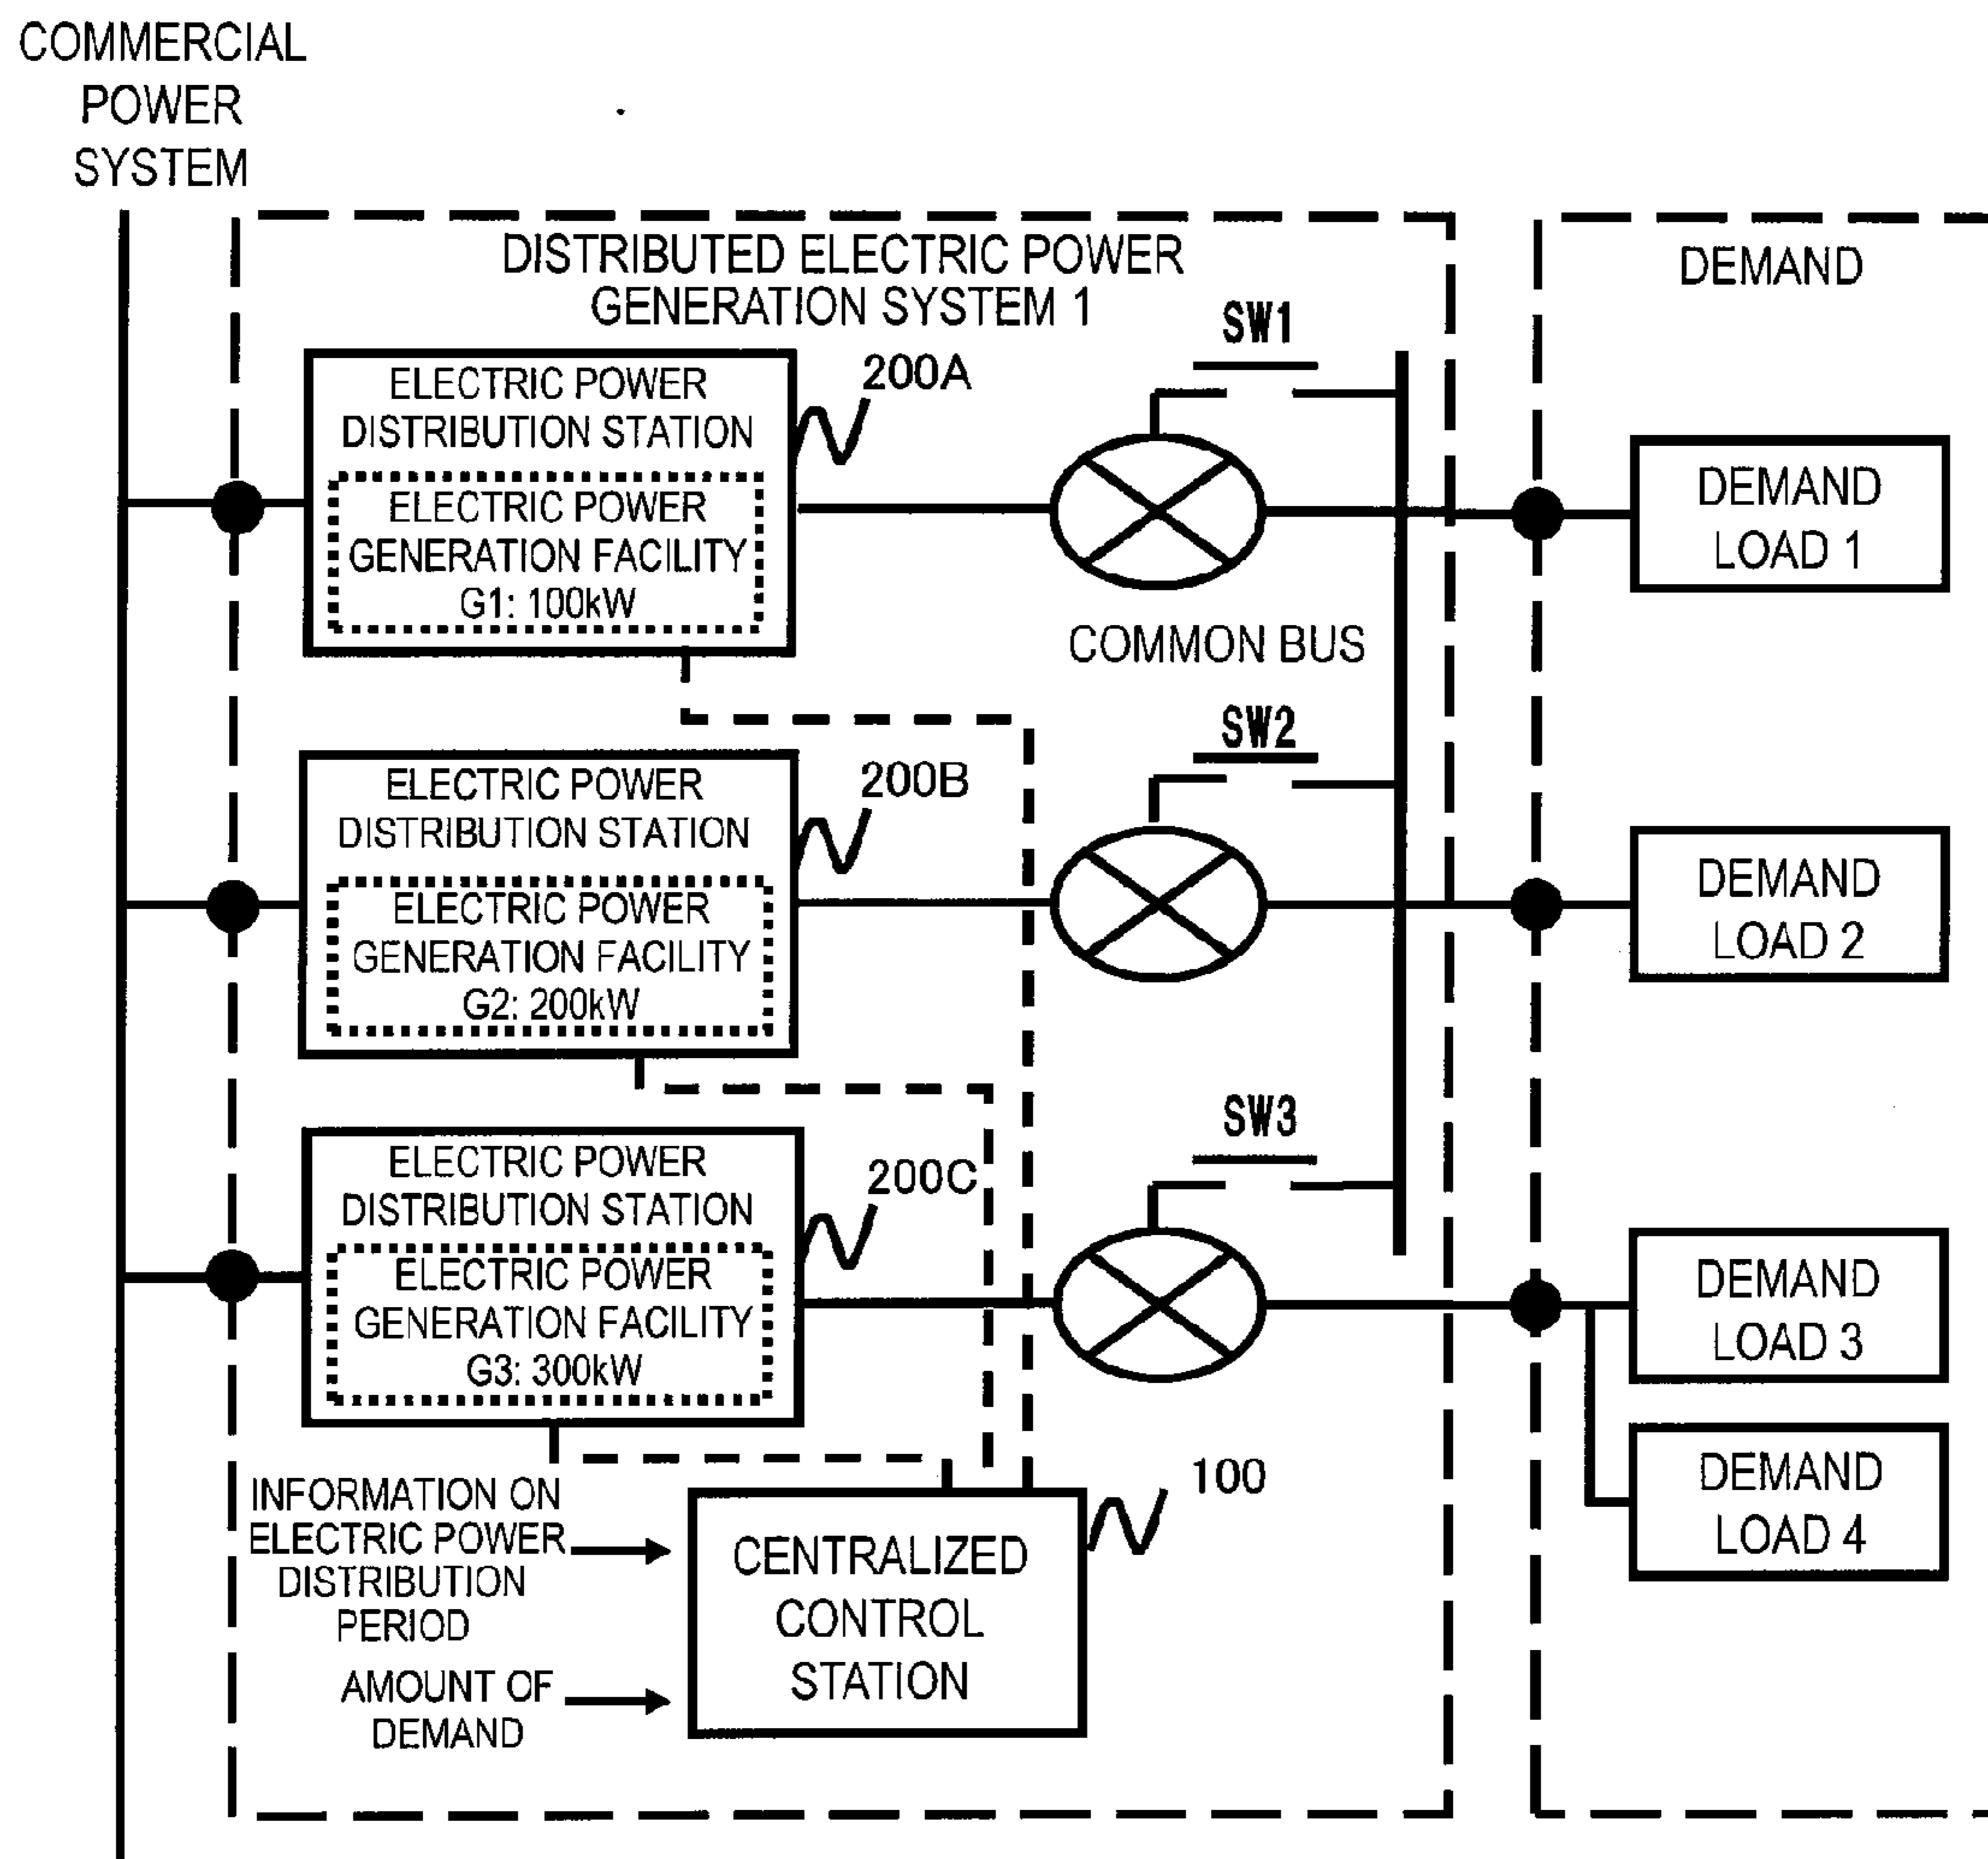 COMMERCIAL
POWER
SYSTEM
DISTRIBUTED ELECTRIC POWER
GENERATION SYSTEM 1
DEMAND
SW1
200A
ELECTRIC POWER
DISTRIBUTION STATION
ELECTRIC POWER
GENERATION FACILITY
G1: 100kW
DEMAND
LOAD 1
COMMON BUS
SW2
200B
ELECTRIC POWER
DISTRIBUTION STATION
ELECTRIC POWER
GENERATION FACILITY
G2: 200kW
DEMAND
LOAD 2
SW3
200C
ELECTRIC POWER
DISTRIBUTION STATION
ELECTRIC POWER
GENERATION FACILITY
G3: 300kW
DEMAND
LOAD 3
DEMAND
LOAD 4
100
INFORMATION ON
ELECTRIC POWER
DISTRIBUTION
PERIOD
AMOUNT OF
DEMAND
CENTRALIZED
CONTROL
STATION